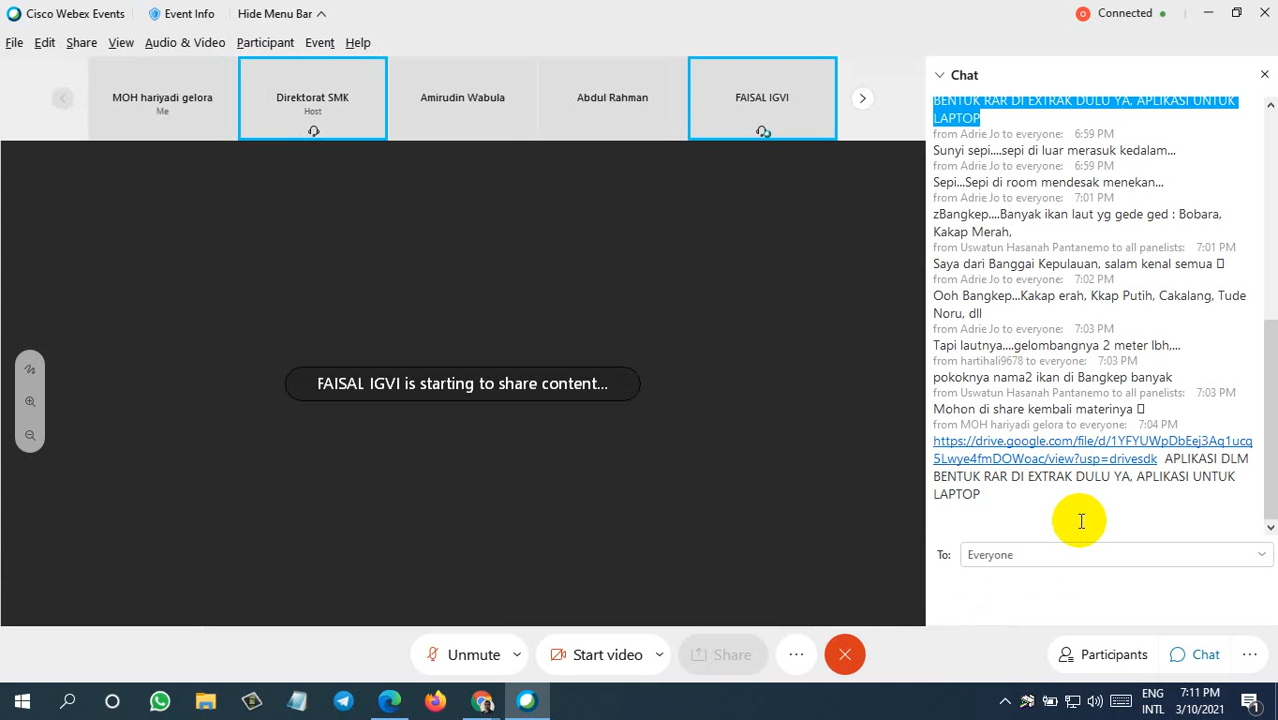 Cisco Webex Events
Event Info
Hide Menu Bar
Connected
File Edit Share View Audio & Video Participant Event Help
MOH hariyadi gelora
Me
Direktorat SMK
Host
Amirudin Wabula
Abdul Rahman
FAISAL IGVI
FAISAL IGVI is starting to share content...
Chat
BENTUK RAR DI EXTRAK DULU YA, APLIKASI UNTUK
LAPTOP
from Adrie Jo to everyone: 6:59 PM
Sunyi sepi....sepi di luar merasuk kedalam...
from Adrie Jo to everyone: 6:59 PM
Sepi...Sepi di room mendesak menekan...
from Adrie Jo to everyone: 7:01 PM
zBangkep....Banyak ikan laut yg gede ged : Bobara,
Kakap Merah,
from Uswatun Hasanah Pantanemo to all panelists: 7:01 PM
Saya dari Banggai Kepulauan, salam kenal semua
from Adrie Jo to everyone: 7:02 PM
Ooh Bangkep...Kakap erah, Kkap Putih, Cakalang, Tude
Noru, dll
from Adrie Jo to everyone: 7:03 PM
Tapi lautnya....gelombangnya 2 meter lbh,...
from hartihali9678 to everyone: 7:03 PM
pokoknya nama2 ikan di Bangkep banyak
from Uswatun Hasanah Pantanemo to all panelists: 7:03 PM
Mohon di share kembali materinya
from MOH hariyadi gelora to everyone: 7:04 PM
https://drive.google.com/file/d/1YFYUWpDbEej3Aq1ucq
5Lwye4fmDOWoac/view?usp=drivesdk APLIKASI DLM
BENTUK RAR DI EXTRAK DULU YA, APLIKASI UNTUK
LAPTOP
To: Everyone
Unmute
Start video
Share
Participants
Chat
ENG
INTL
7:11 PM
3/10/2021
1